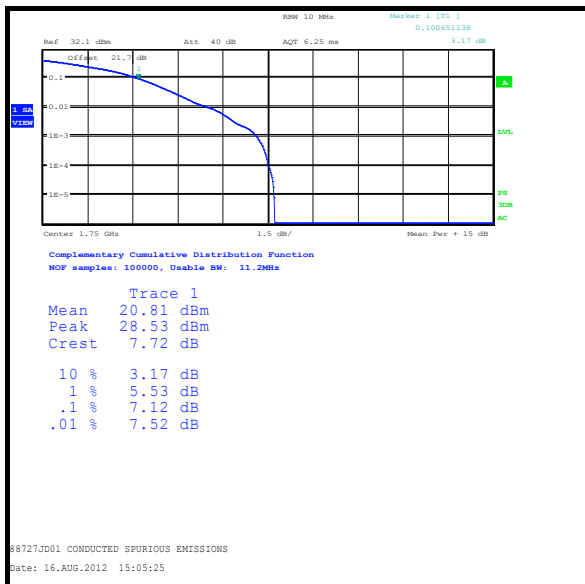 RBW 10 MHz Marker 1 [T1 ]
0.100651138
Ref 32.1 dBm Att 40 dB AQT 6.25 ms 3.17 dB
Offset 21.7 dB
1
0.1
A
0.01
1 SA
VIEW
1E-3
LVL
1E-4
1E-5
PS
3DB
AC
Center 1.75 GHz 1.5 dB/ Mean Pwr + 15 dB
Complementary Cumulative Distribution Function
NOF samples: 100000, Usable BW: 11.2MHz
Trace 1
Mean 20.81 dBm
Peak 28.53 dBm
Crest 7.72 dB
10 % 3.17 dB
1 % 5.53 dB
.1 % 7.12 dB
.01 % 7.52 dB
88727JD01 CONDUCTED SPURIOUS EMISSIONS
Date: 16.AUG.2012 15:05:25